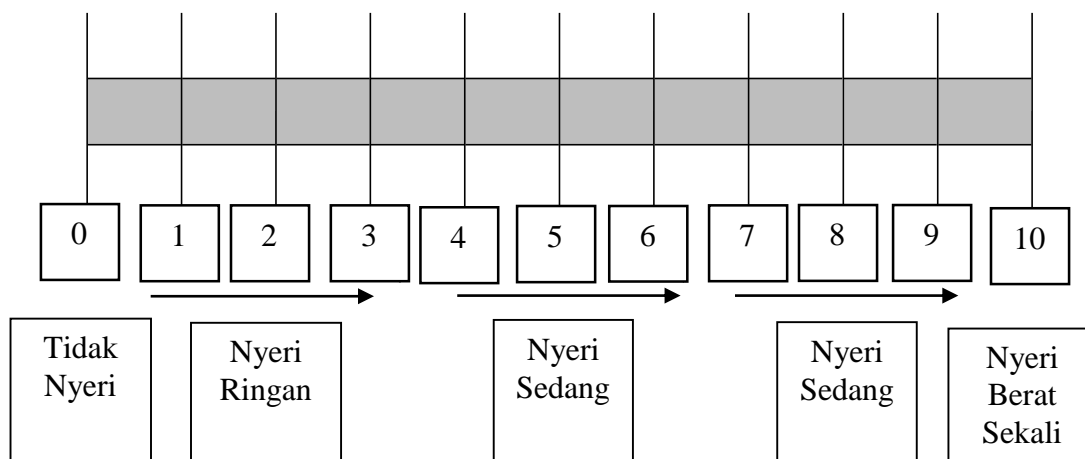 0 1 2 3 4 5 6 7 8 9 10
Tidak
Nyeri
Nyeri
Ringan
Nyeri
Sedang
Nyeri
Sedang
Nyeri
Berat
Sekali